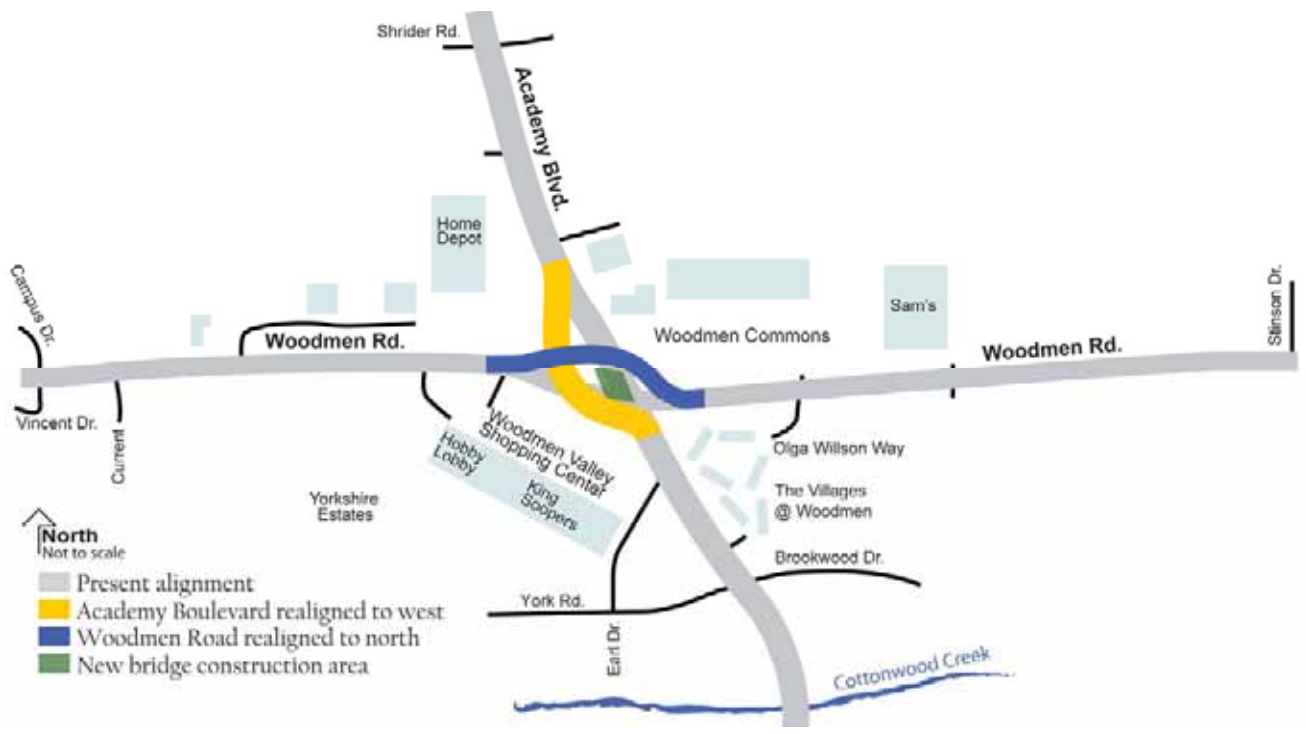 Shrider Rd.
Academy Blvd.
Home
Depot
Campus Dr.
Woodmen Rd.
Woodmen Commons
Sam's
Woodmen Rd.
Stinson Dr.
Vincent Dr.
Current
Woodmen Valley
Shopping Center
Hobby
Lobby
King
Soopers
Olga Willson Way
Yorkshire
Estates
The Villages
@ Woodmen
North
Not to scale
Brookwood Dr.
York Rd.
Earl Dr.
Cottonwood Creek
Present alignment
Academy Boulevard realigned to west
Woodmen Road realigned to north
New bridge construction area